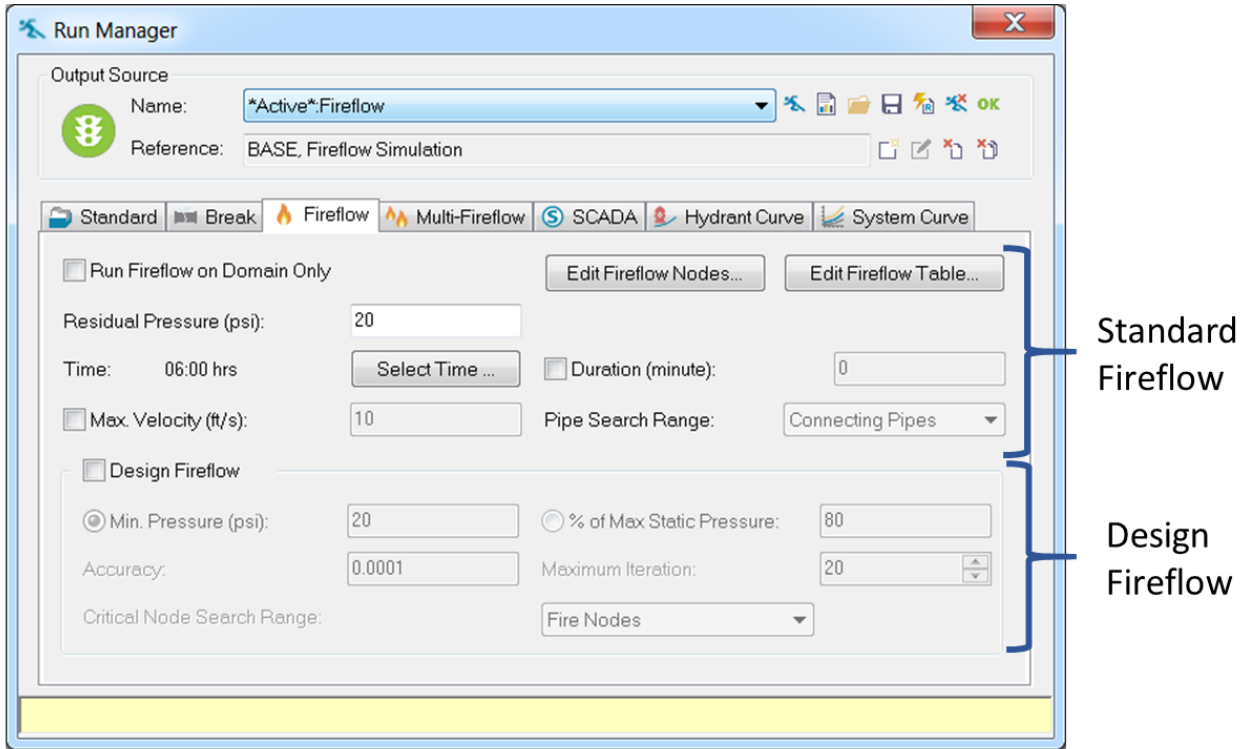 Run Manager
Output Source
Name: *Active*:Fireflow OK
Reference: BASE, Fireflow Simulation
Standard Break Fireflow Multi-Fireflow SCADA Hydrant Curve System Curve
Run Fireflow on Domain Only Edit Fireflow Nodes... Edit Fireflow Table...
Residual Pressure (psi): 20
Time: 06:00 hrs Select Time ... Duration (minute): 0
Max. Velocity (ft/s): 10 Pipe Search Range: Connecting Pipes
Standard
Fireflow
Design Fireflow
Min. Pressure (psi): 20 % of Max Static Pressure: 80
Accuracy: 0.0001 Maximum Iteration: 20
Critical Node Search Range: Fire Nodes
Design
Fireflow